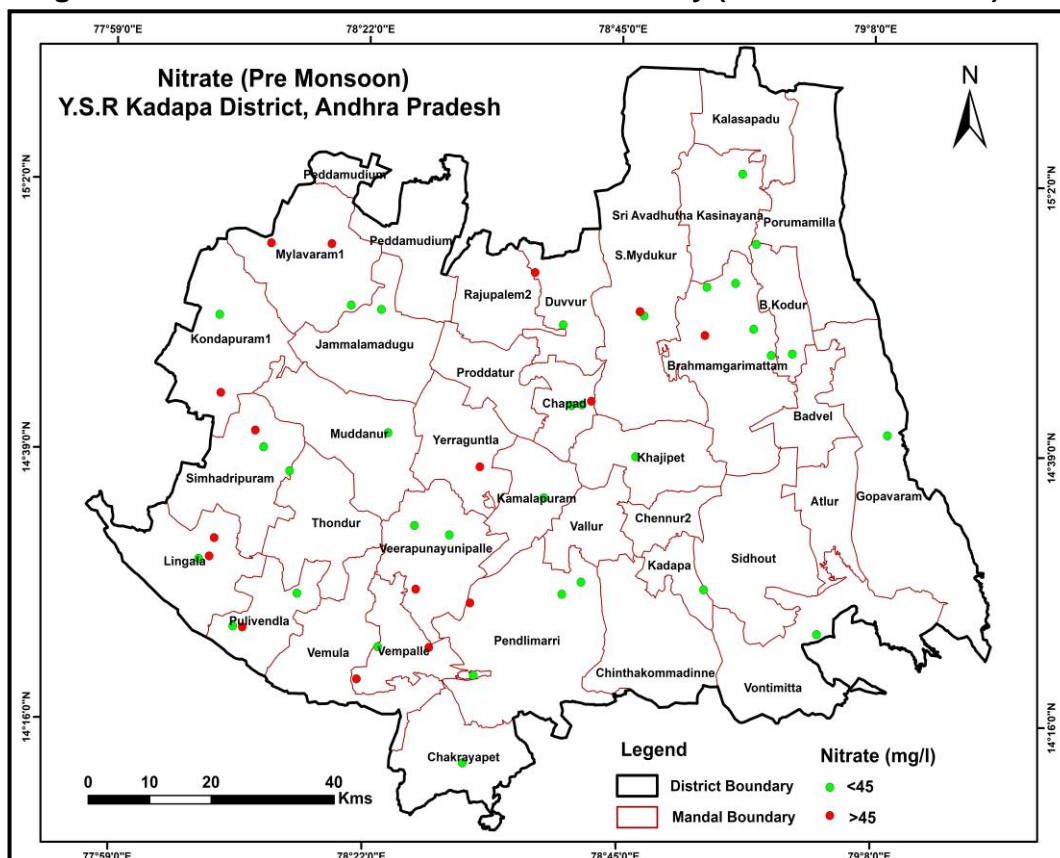 77°59'0"E 78°22'0"E 78°45'0"E 79°8'0"E
Nitrate (Pre Monsoon)
Y.S.R Kadapa District, Andhra Pradesh
N
15°2'0"N
15°2'0"N
14°39'0"N
14°39'0"N
14°16'0"N
14°16'0"N
Kalasapadu
Peddamudium
Sri Avadhutha Kasinayana
Porumamilla
Peddamudium
Mylavaram1
S.Mydukur
Rajupalem2
Duvvur
B.Kodur
Kondapuram1
Jammalamadugu
Proddatur
Brahmamgarimattam
Chapad
Badvel
Muddanur
Yerraguntla
Khajipet
Simhadripuram
Kamalapuram
Atlur
Gopavaram
Thondur
Vallur
Chennur2
Veerapunayunipalle
Lingala
Kadapa
Sidhout
Pulivendla
Pendlimarri
Vemula
Vempalle
Chinthakommadinne
Vontimitta
Chakrayapet
Legend
District Boundary
Mandal Boundary
Nitrate (mg/l)
<45
>45
0 10 20 40
Kms
77°59'0"E 78°22'0"E 78°45'0"E 79°8'0"E